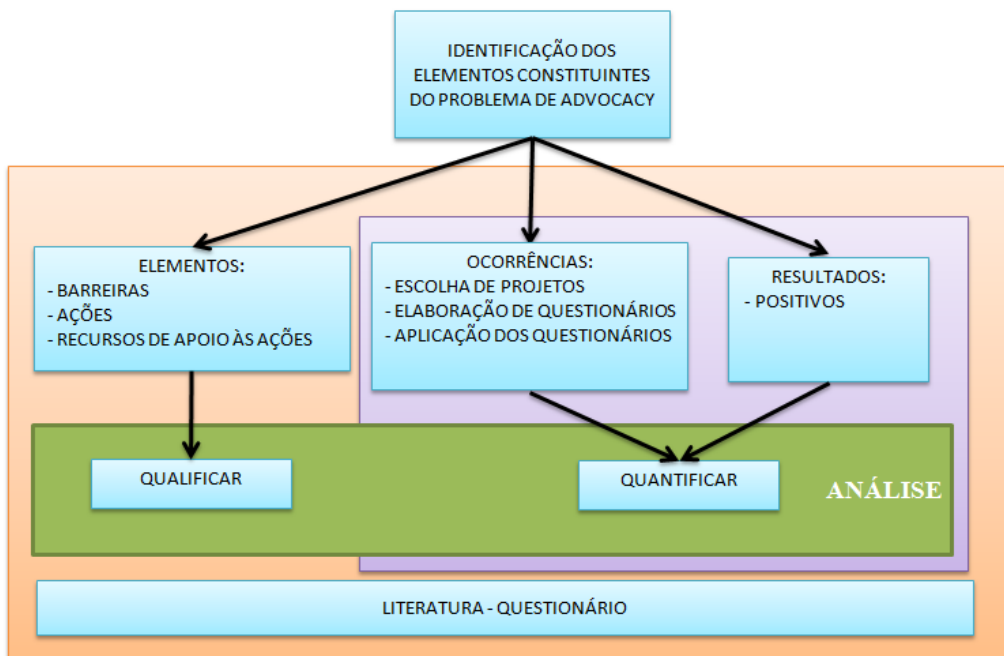 IDENTIFICAÇÃO DOS
ELEMENTOS CONSTITUINTES
DO PROBLEMA DE ADVOCACY
ELEMENTOS:
- BARREIRAS
- AÇÕES
- RECURSOS DE APOIO ÀS AÇÕES
OCORRÊNCIAS:
- ESCOLHA DE PROJETOS
- ELABORAÇÃO DE QUESTIONÁRIOS
- APLICAÇÃO DOS QUESTIONÁRIOS
RESULTADOS:
- POSITIVOS
QUALIFICAR
QUANTIFICAR
ANÁLISE
LITERATURA - QUESTIONÁRIO